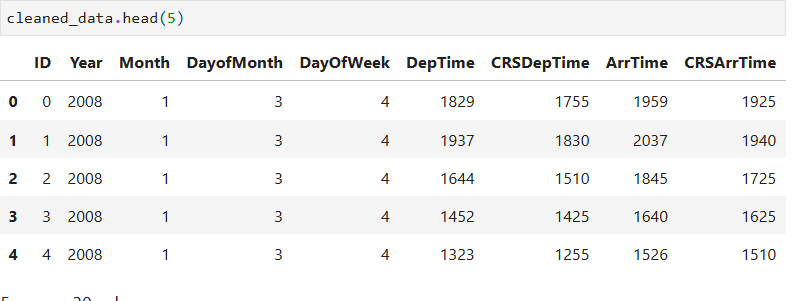 cleaned_data.head(5)
ID Year Month DayofMonth DayOfWeek DepTime CRSDepTime ArrTime CRSArrTime
0 0 2008 1 3 4 1829 1755 1959 1925
1 1 2008 1 3 4 1937 1830 2037 1940
2 2 2008 1 3 4 1644 1510 1845 1725
3 3 2008 1 3 4 1452 1425 1640 1625
4 4 2008 1 3 4 1323 1255 1526 1510